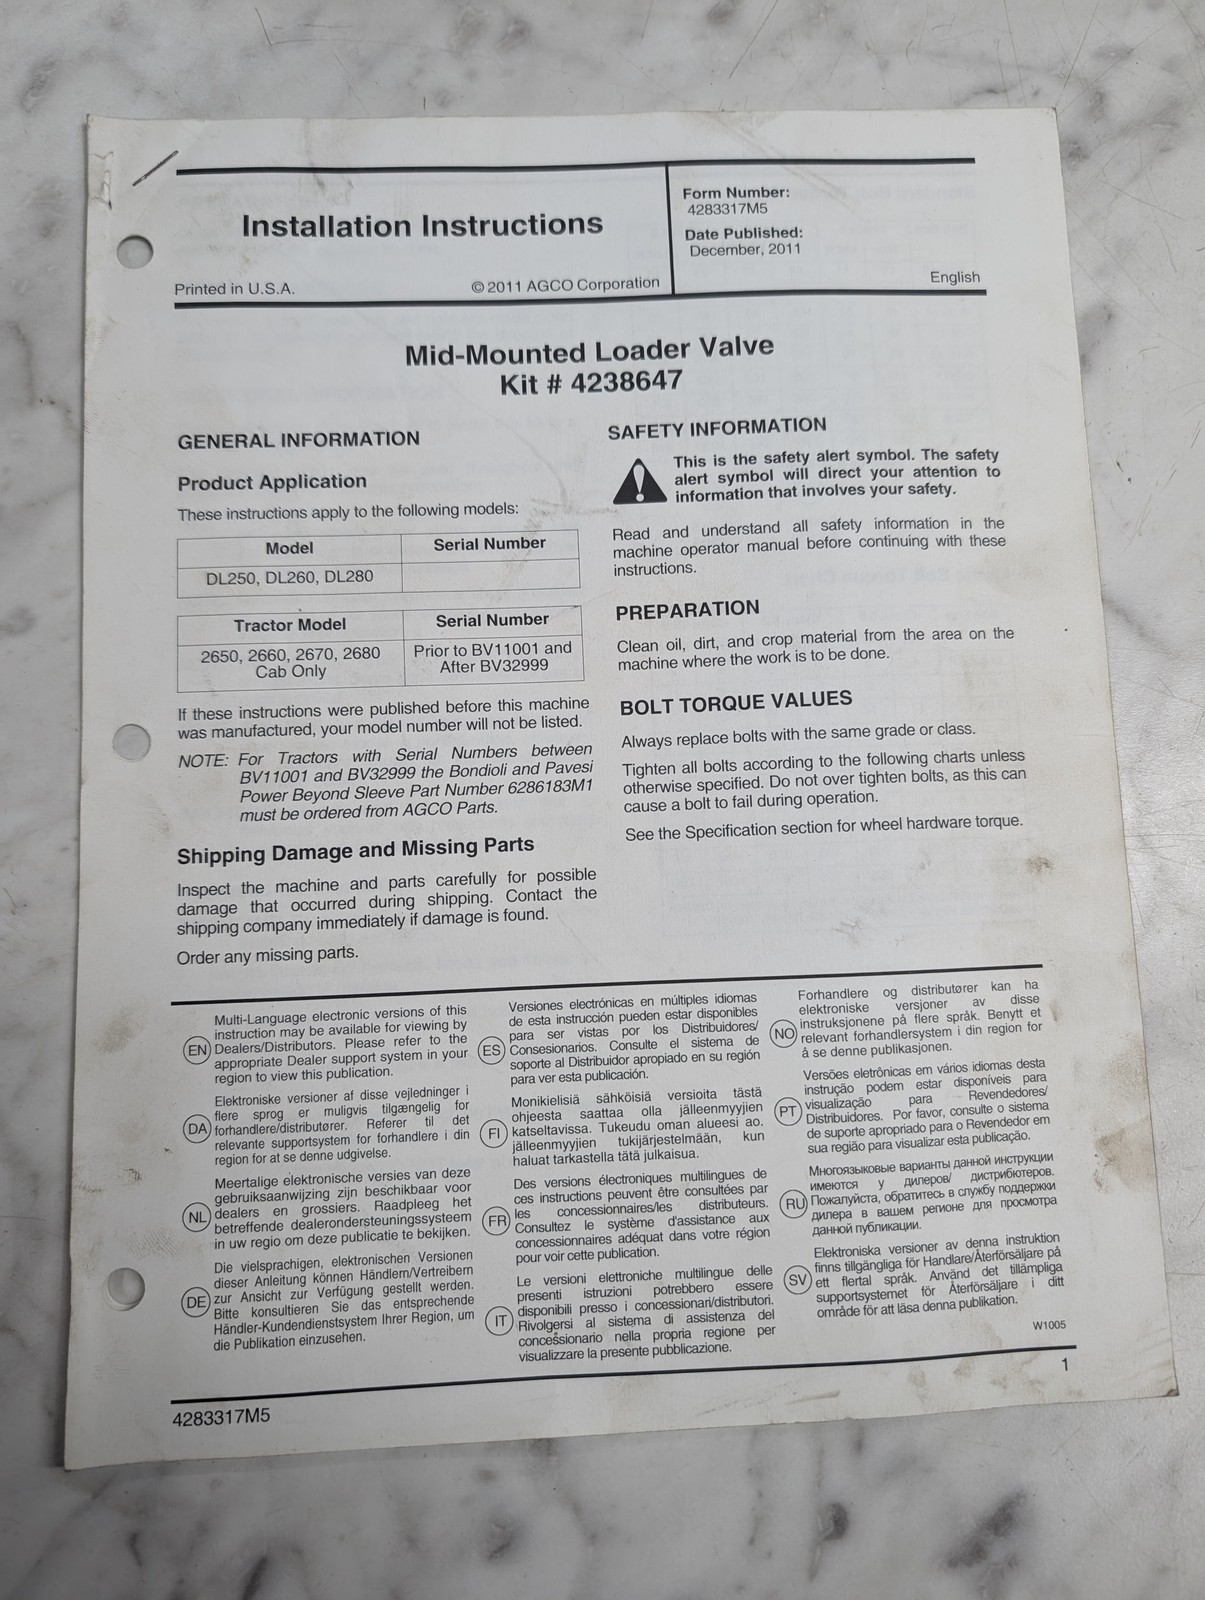 Installation Instructions
Printed in U.S.A.
© 2011 AGCO Corporation
Form Number:
4283317M5
Date Published:
December, 2011
English
Mid-Mounted Loader Valve
Kit # 4238647
GENERAL INFORMATION
Product Application
These instructions apply to the following models:
Model Serial Number
DL250, DL260, DL280
Tractor Model Serial Number
2650, 2660, 2670, 2680 Prior to BV11001 and
Cab Only After BV32999
If these instructions were published before this machine
was manufactured, your model number will not be listed.
NOTE: For Tractors with Serial Numbers between
BV11001 and BV32999 the Bondioli and Pavesi
Power Beyond Sleeve Part Number 6286183M1
must be ordered from AGCO Parts.
Shipping Damage and Missing Parts
Inspect the machine and parts carefully for possible
damage that occurred during shipping. Contact the
shipping company immediately if damage is found.
Order any missing parts.
SAFETY INFORMATION
This is the safety alert symbol. The safety
alert symbol will direct your attention to
information that involves your safety.
Read and understand all safety information in the
machine operator manual before continuing with these
instructions.
PREPARATION
Clean oil, dirt, and crop material from the area on the
machine where the work is to be done.
BOLT TORQUE VALUES
Always replace bolts with the same grade or class.
Tighten all bolts according to the following charts unless
otherwise specified. Do not over tighten bolts, as this can
cause a bolt to fail during operation.
See the Specification section for wheel hardware torque.
Multi-Language electronic versions of this
instruction may be available for viewing by
EN Dealers/Distributors. Please refer to the
appropriate Dealer support system in your
region to view this publication.
Elektroniske versioner af disse vejledninger i
flere sprog er muligvis tilgængelig for
DA forhandlere/distributører. Referer til det
relevante supportsystem for forhandlere i din
region for at se denne udgivelse.
Meertalige elektronische versies van deze
gebruiksaanwijzing zijn beschikbaar voor
NL dealers en grossiers. Raadpleeg het
betreffende dealerondersteuningssysteem
in uw regio om deze publicatie te bekijken.
Die vielsprachigen, elektronischen Versionen
dieser Anleitung können Händlern/Vertreibern
DE zur Ansicht zur Verfügung gestellt werden.
Bitte konsultieren Sie das entsprechende
Händler-Kundendienstsystem Ihrer Region, um
die Publikation einzusehen.
Versiones electrónicas en múltiples idiomas
de esta instrucción pueden estar disponibles
para ser vistas por los Distribuidores/
ES Consesionarios. Consulte el sistema de
soporte al Distribuidor apropiado en su región
para ver esta publicación.
Monikielisiä sähköisiä versioita tästä
ohjeesta saattaa olla jälleenmyyjien
FI katseltavissa. Tukeudu oman alueesi ao.
jälleenmyyjien tukijärjestelmään, kun
haluat tarkastella tätä julkaisua.
Des versions électroniques multilingues de
ces instructions peuvent être consultées par
les concessionnaires/les distributeurs.
FR Consultez le système d'assistance aux
concessionnaires adéquat dans votre région
pour voir cette publication.
Le versioni elettroniche multilingue delle
presenti istruzioni potrebbero essere
disponibili presso i concessionari/distributori.
IT Rivolgersi al sistema di assistenza del
concessionario nella propria regione per
visualizzare la presente pubblicazione.
Forhandlere og distributører kan ha
elektroniske versjoner av disse
NO instruksjonene på flere språk. Benytt et
relevant forhandlersystem i din region for
å se denne publikasjonen.
Versões eletrônicas em vários idiomas desta
instrução podem estar disponíveis para
PT visualização para Revendedores/
Distribuidores. Por favor, consulte o sistema
de suporte apropriado para o Revendedor em
sua região para visualizar esta publicação.
Многоязыковые варианты данной инструкции
имеются у дилеров/ дистрибютеров.
RU Пожалуйста, обратитесь в службу поддержки
дилера в вашем регионе для просмотра
данной публикации.
Elektroniska versioner av denna instruktion
finns tillgängliga för Handlare/Återförsäljare på
SV ett flertal språk. Använd det tillämpliga
supportsystemet för Återförsäljare i ditt
område för att läsa denna publikation.
W1005
4283317M5
1